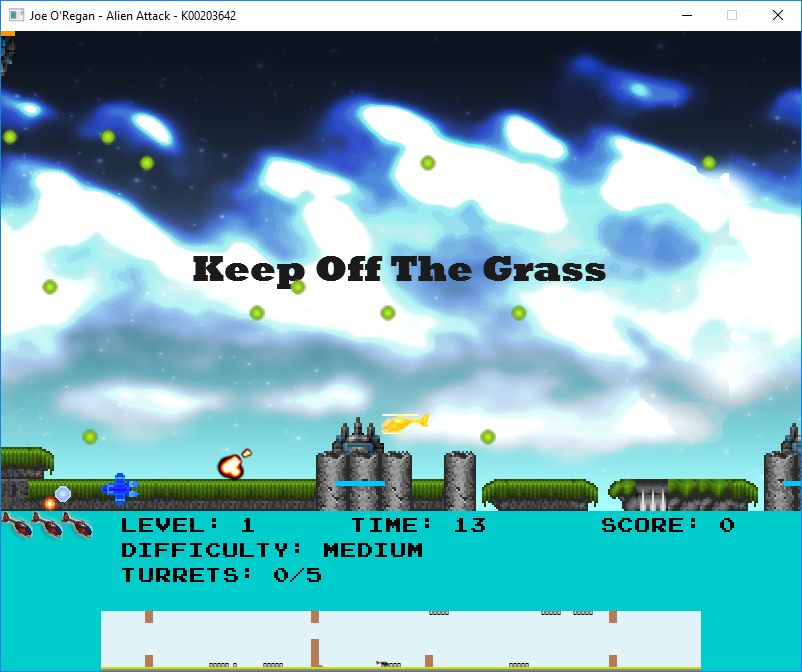 Joe O'Regan - Alien Attack - K00203642
Keep Off The Grass
LEVEL: 1 TIME: 13 SCORE: 0
DIFFICULTY: MEDIUM
TURRETS: 0/5